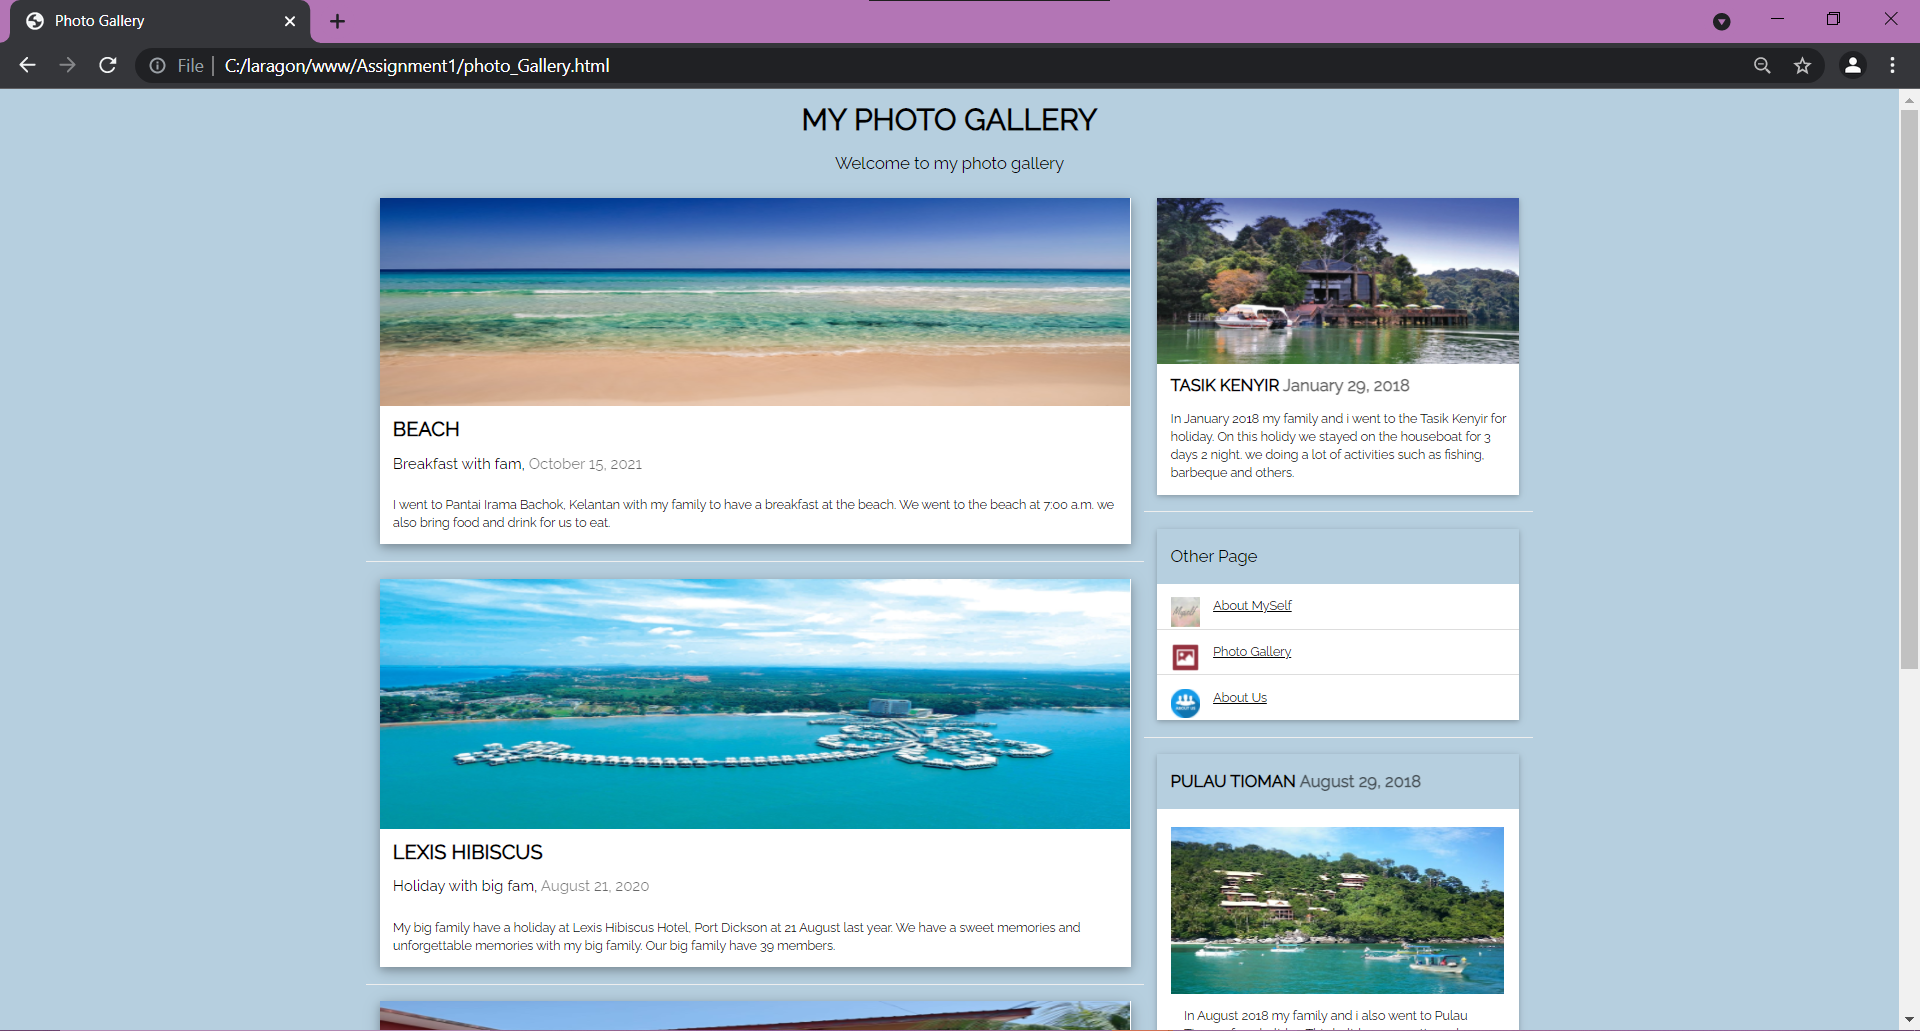 Photo Gallery
File
C:/laragon/www/Assignment1/photo_Gallery.html
MY PHOTO GALLERY
Welcome to my photo gallery
BEACH
Breakfast with fam, October 15, 2021
I went to Pantai Irama Bachok, Kelantan with my family to have a breakfast at the beach. We went to the beach at 7:00 a.m. we
also bring food and drink for us to eat.
LEXIS HIBISCUS
Holiday with big fam, August 21, 2020
My big family have a holiday at Lexis Hibiscus Hotel, Port Dickson at 21 August last year. We have a sweet memories and
unforgettable memories with my big family. Our big family have 39 members.
TASIK KENYIR January 29, 2018
In January 2018 my family and i went to the Tasik Kenyir for
holiday. On this holidy we stayed on the houseboat for 3
days 2 night. we doing a lot of activities such as fishing,
barbeque and others.
Other Page
Myself
About MySelf
Photo Gallery
ABOUT US
About Us
PULAU TIOMAN August 29, 2018
In August 2018 my family and i also went to Pulau